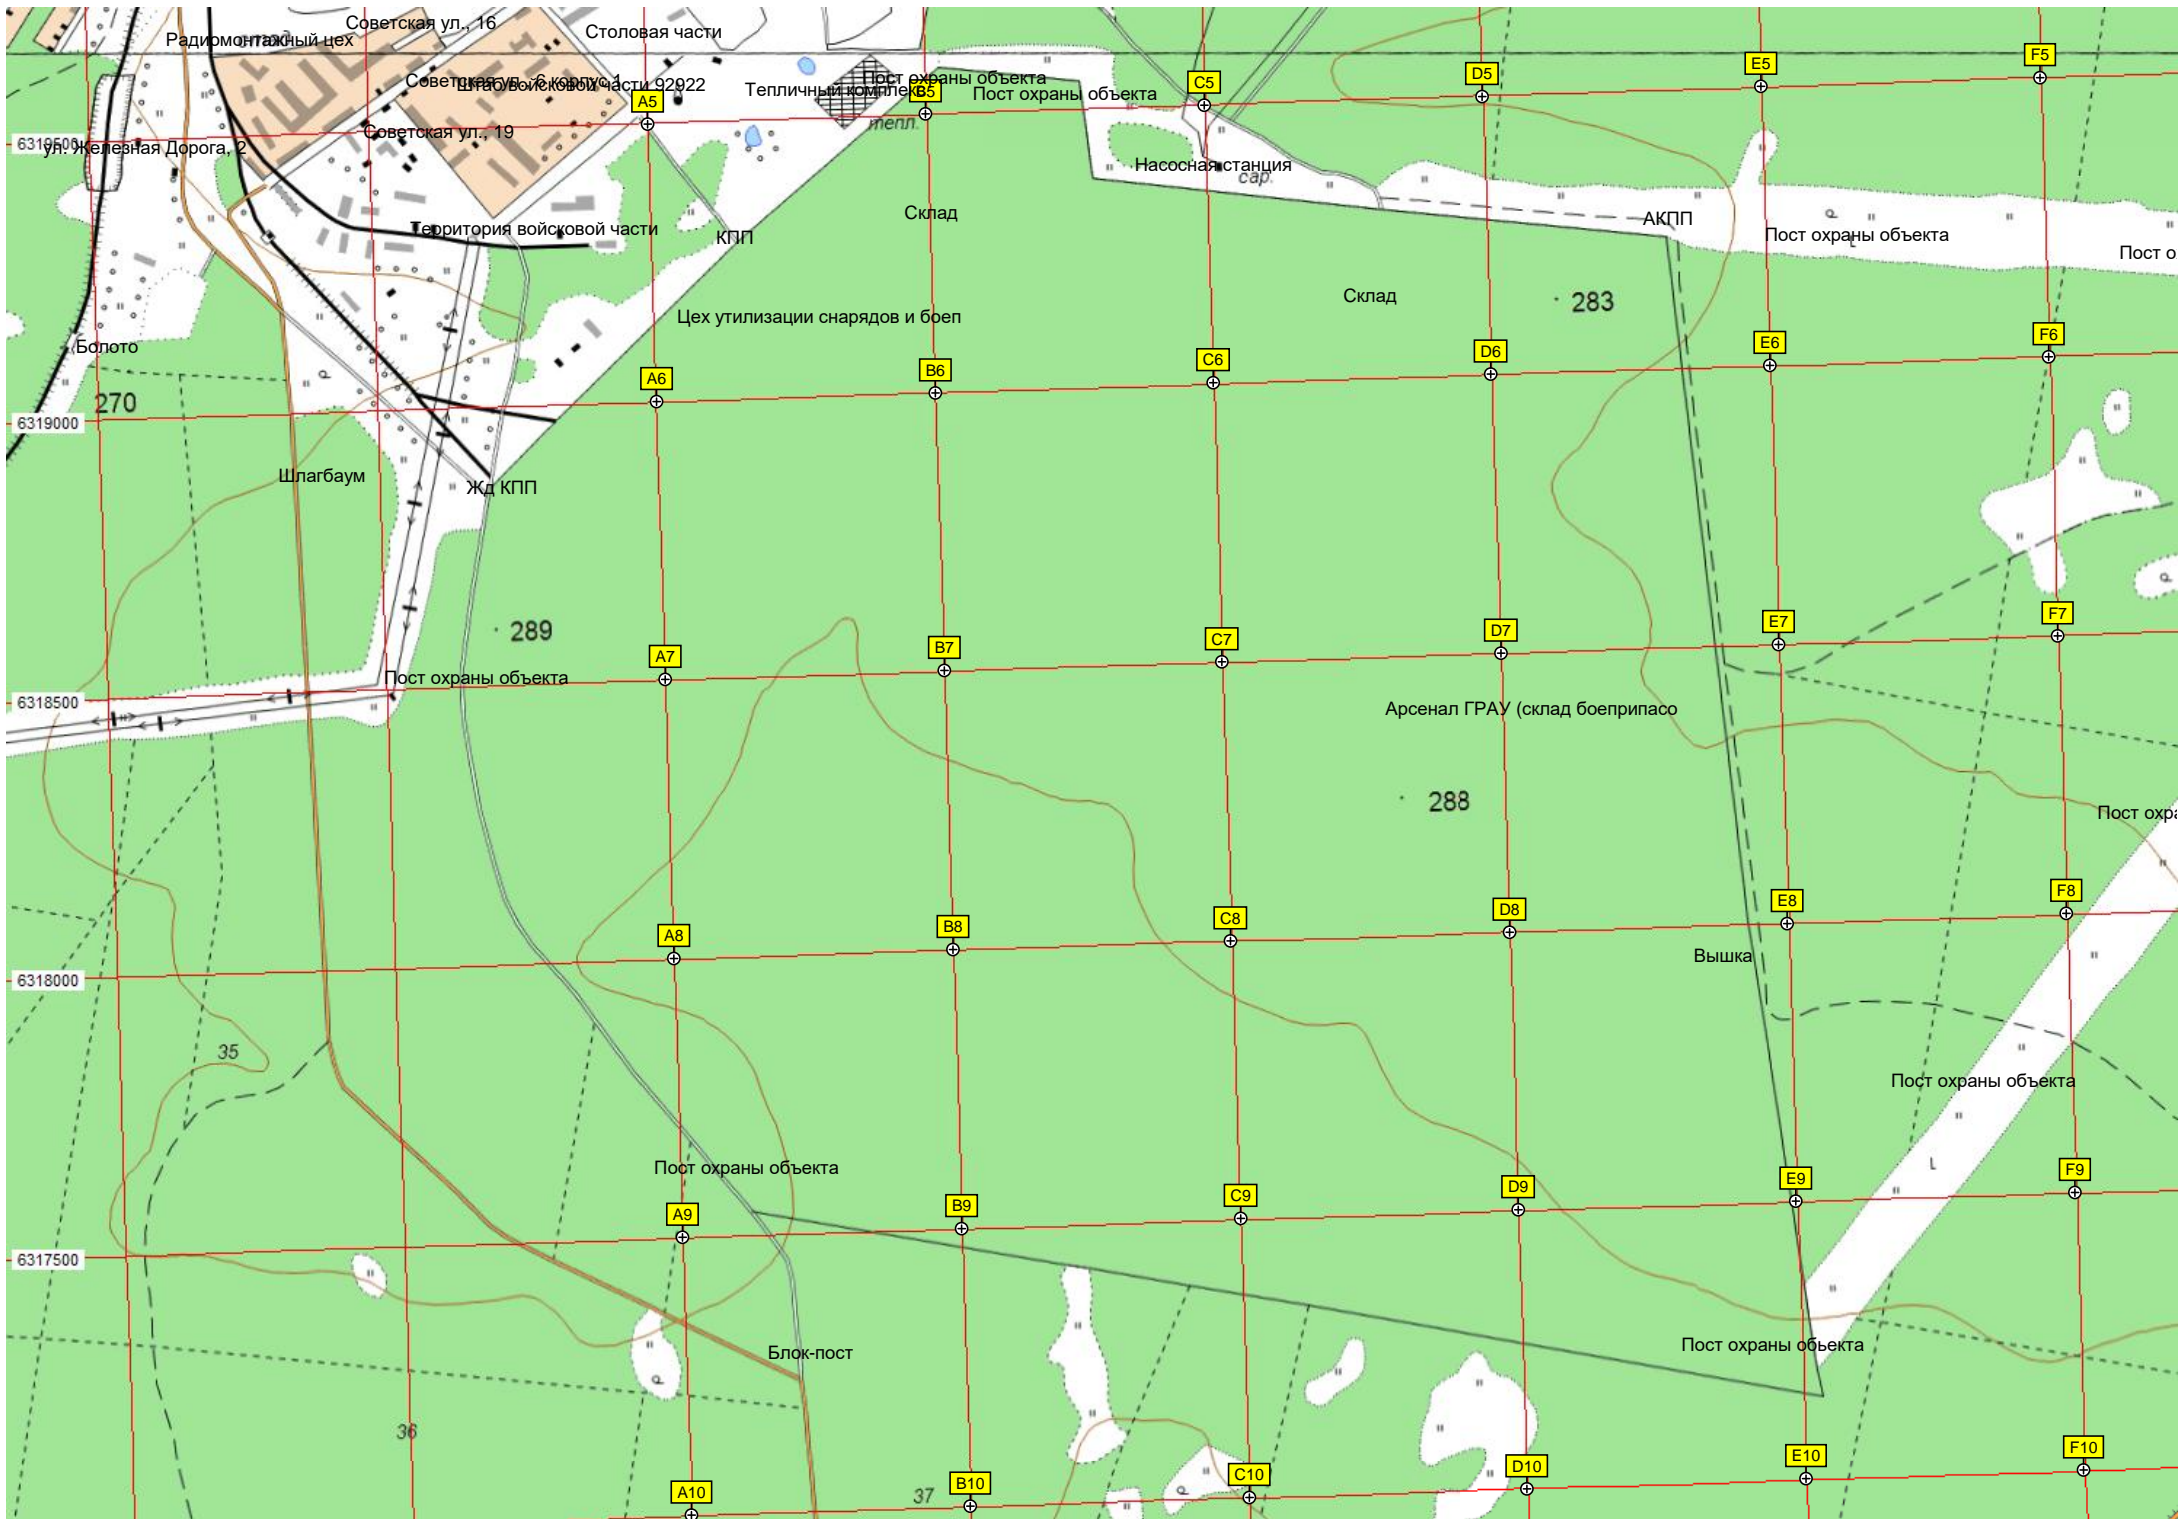 Советская ул., 16
Столовая части
Радиомонтажный цех
Пост охраны объекта
Советская ул., 6 корпус 1
Штаб войсковой части 92922
Тепличный комплекс
Пост охраны объекта
A5
B5
C5
D5
E5
F5
тепл.
Советская ул., 19
6319500
ул. Железная Дорога, 2
Насосная станция
сар.
Склад
АКПП
Территория войсковой части
КПП
Пост охраны объекта
Пост о
Склад
283
Цех утилизации снарядов и боеп
Болото
A6
B6
C6
D6
E6
F6
270
6319000
Шлагбаум
Жд КПП
289
A7
B7
C7
D7
E7
F7
Пост охраны объекта
6318500
Арсенал ГРАУ (склад боеприпасо
288
Пост охра
A8
B8
C8
D8
E8
F8
Вышка
6318000
35
Пост охраны объекта
Пост охраны объекта
A9
B9
C9
D9
E9
F9
6317500
Блок-пост
Пост охраны обьекта
36
A10
B10
C10
D10
E10
F10
37